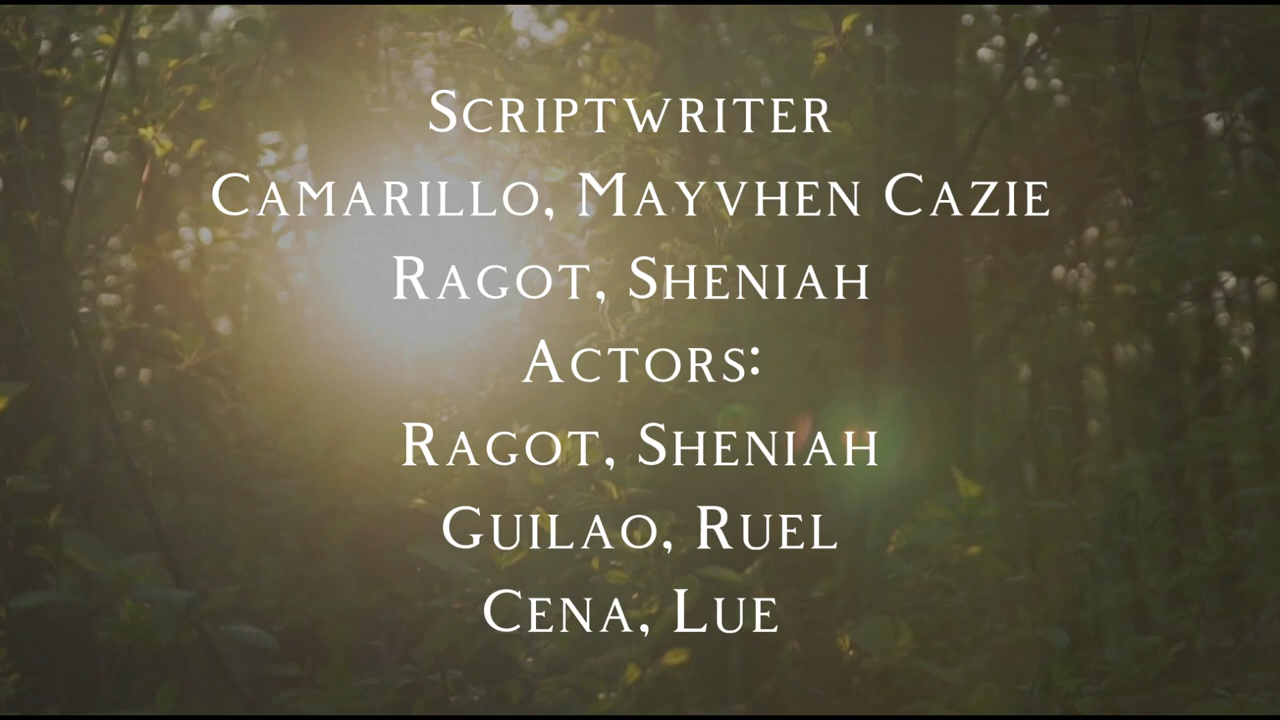 Scriptwriter
Camarillo, Mayvhen Cazie
Ragot, Sheniah
Actors:
Ragot, Sheniah
Guilao, Ruel
Cena, Lue